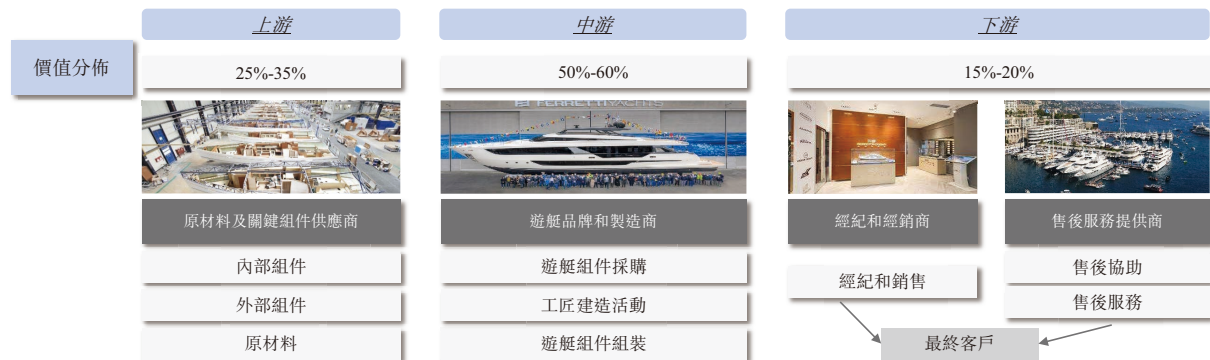 上游
中游
下游
價值分佈
25%-35%
50%-60%
15%-20%
FERRETTIYACHTS
原材料及關鍵組件供應商
遊艇品牌和製造商
經紀和經銷商
售後服務提供商
內部組件
遊艇組件採購
經紀和銷售
售後協助
外部組件
工匠建造活動
售後服務
原材料
遊艇組件組裝
最終客戶